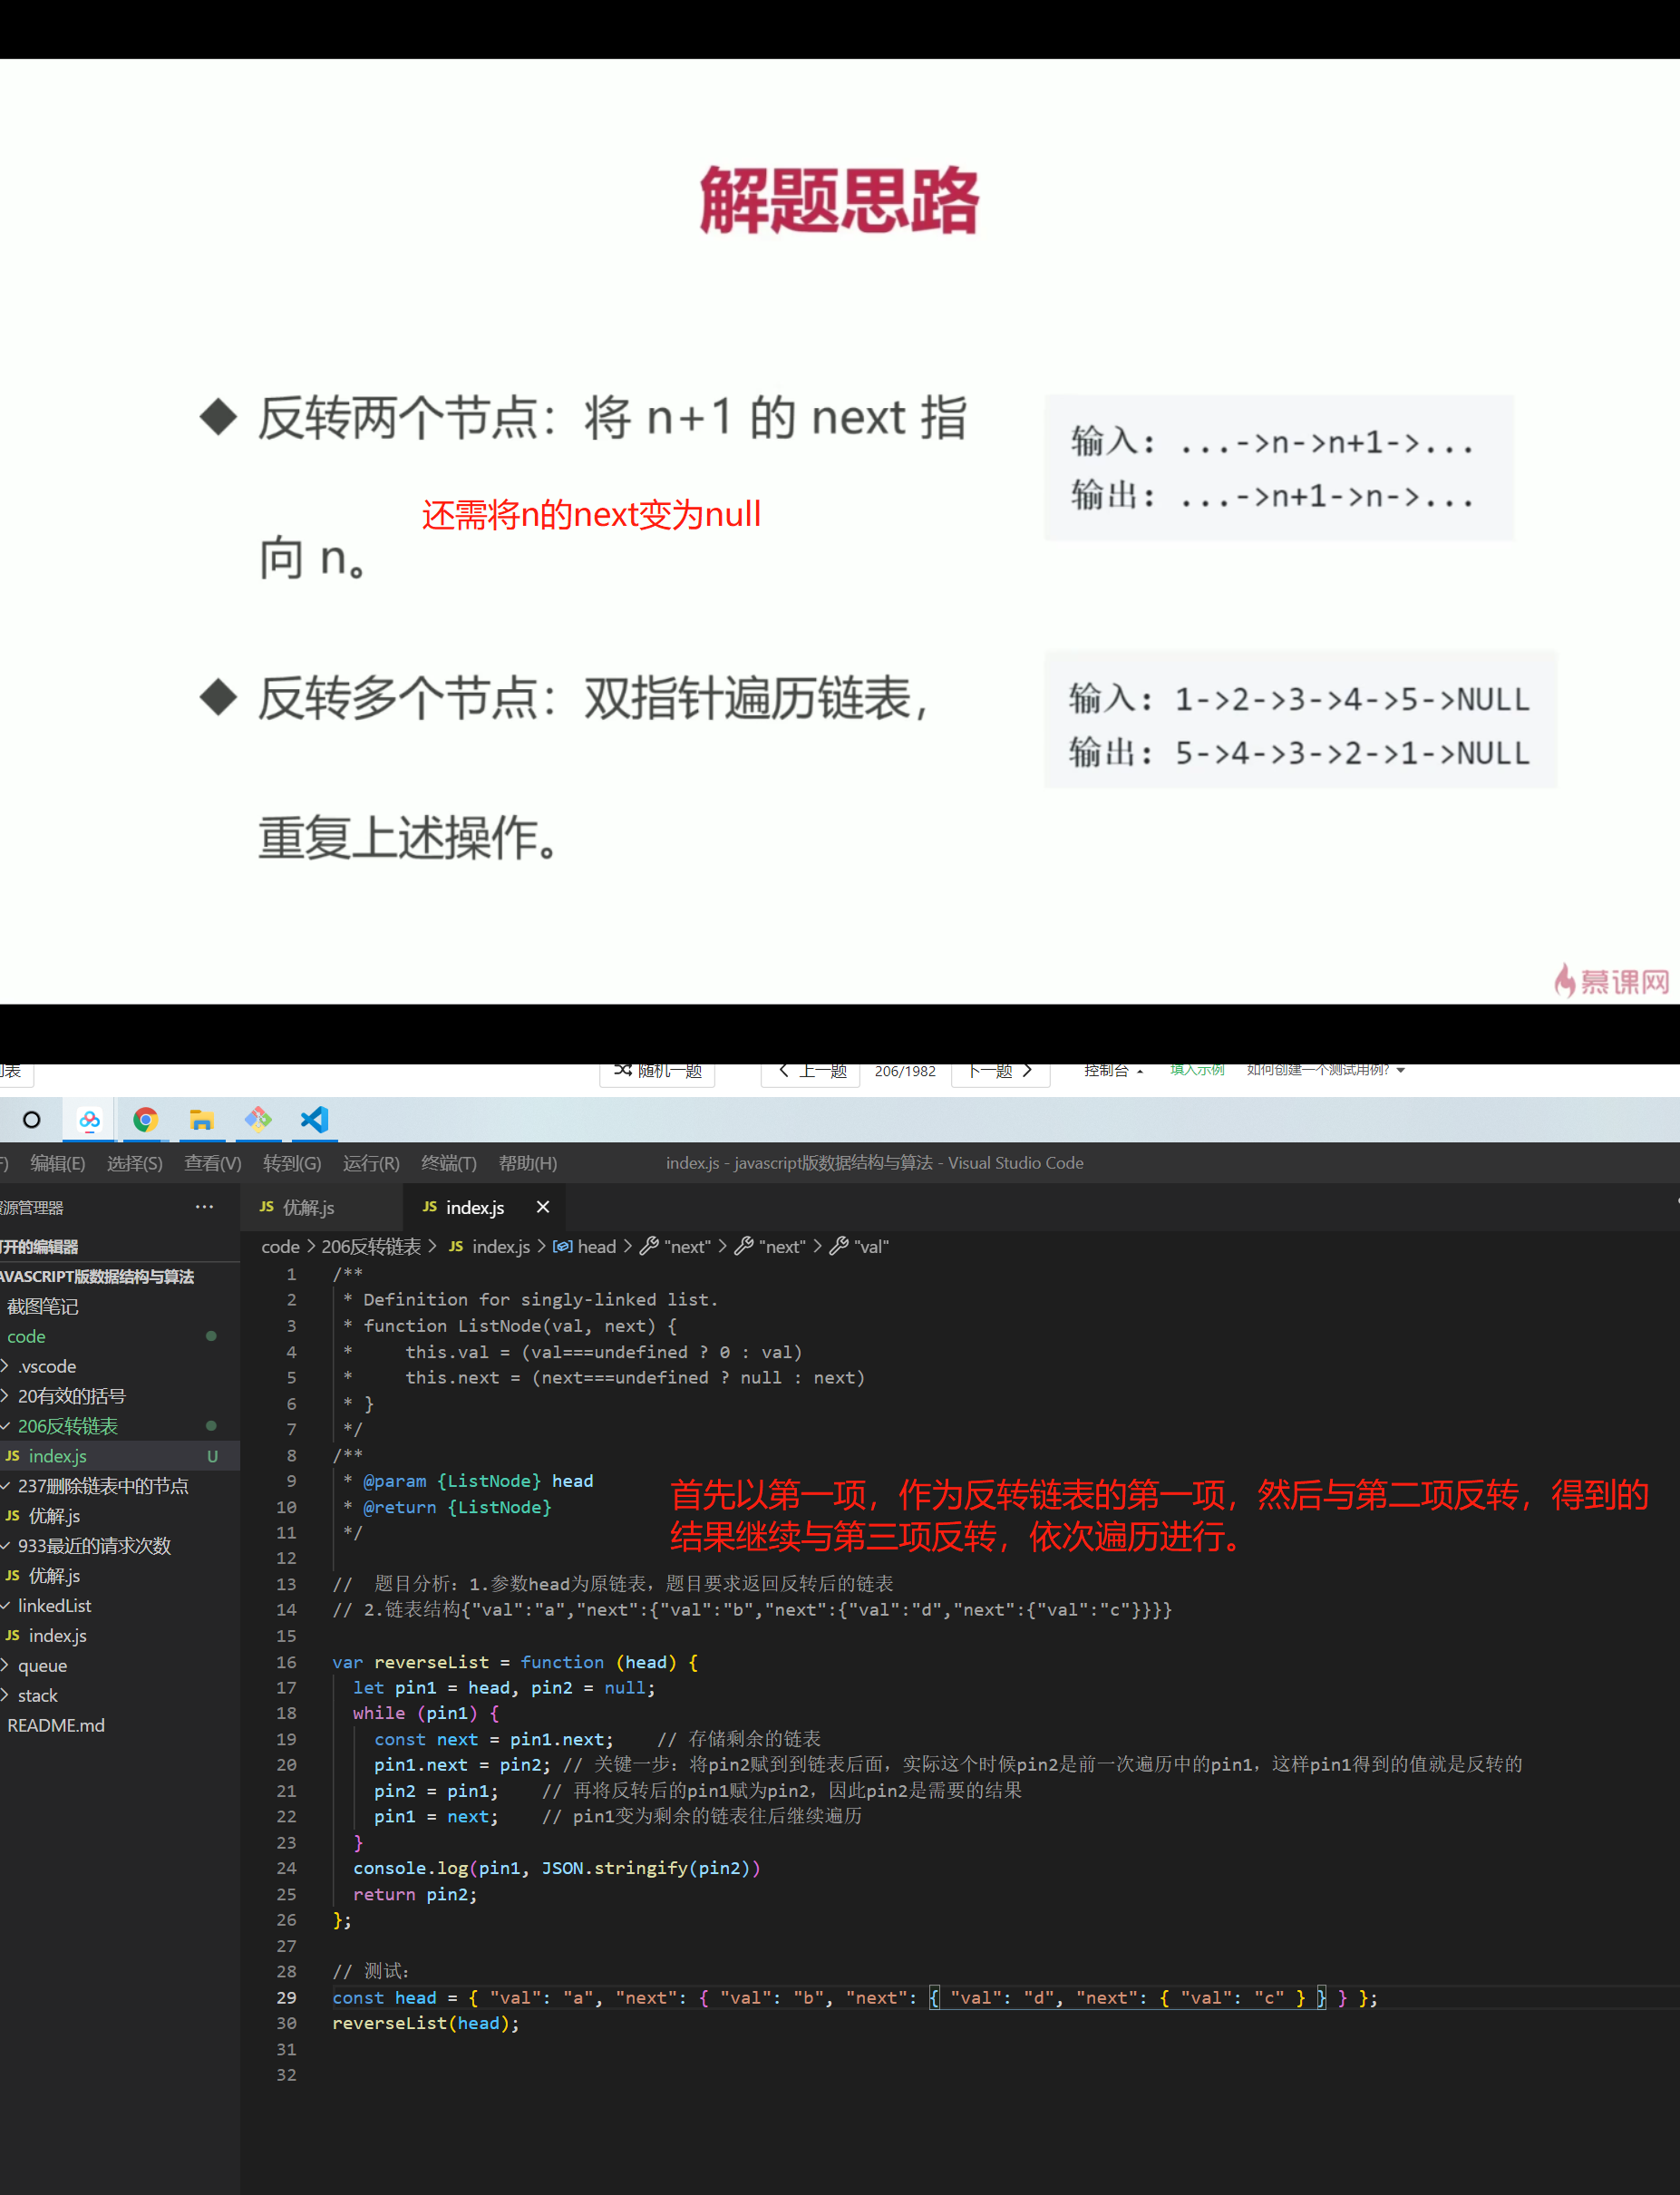 解题思路
反转两个节点：将 n+1 的 next 指
还需将n的next变为null
向 n。
输入: ...->n->n+1->...
输出: ...->n+1->n->...
反转多个节点：双指针遍历链表，
重复上述操作。
输入: 1->2->3->4->5->NULL
输出: 5->4->3->2->1->NULL
慕课网
随机一题
上一题
206/1982
下一题
控制台
填入示例
如何创建一个测试用例?
编辑(E) 选择(S) 查看(V) 转到(G) 运行(R) 终端(T) 帮助(H)
index.js - javascript版数据结构与算法 - Visual Studio Code
源管理器 ···
开的编辑器
AVASCRIPT版数据结构与算法
截图笔记
code
.vscode
20有效的括号
206反转链表
JS index.js U
237删除链表中的节点
JS 优解.js
933最近的请求次数
JS 优解.js
linkedList
JS index.js
queue
stack
README.md
JS 优解.js
JS index.js
code > 206反转链表 > JS index.js > head > "next" > "next" > "val"
1 /**
2  * Definition for singly-linked list.
3  * function ListNode(val, next) {
4  *     this.val = (val===undefined ? 0 : val)
5  *     this.next = (next===undefined ? null : next)
6  * }
7  */
8 /**
9  * @param {ListNode} head
10  * @return {ListNode}
11  */
首先以第一项，作为反转链表的第一项，然后与第二项反转，得到的
结果继续与第三项反转，依次遍历进行。
12
13 //  题目分析：1.参数head为原链表，题目要求返回反转后的链表
14 // 2.链表结构{"val":"a","next":{"val":"b","next":{"val":"d","next":{"val":"c"}}}}
15
16 var reverseList = function (head) {
17   let pin1 = head, pin2 = null;
18   while (pin1) {
19     const next = pin1.next;    // 存储剩余的链表
20     pin1.next = pin2; // 关键一步：将pin2赋到到链表后面，实际这个时候pin2是前一次遍历中的pin1，这样pin1得到的值就是反转的
21     pin2 = pin1;    // 再将反转后的pin1赋为pin2，因此pin2是需要的结果
22     pin1 = next;    // pin1变为剩余的链表往后继续遍历
23   }
24   console.log(pin1, JSON.stringify(pin2))
25   return pin2;
26 };
27
28 // 测试：
29 const head = { "val": "a", "next": { "val": "b", "next": { "val": "d", "next": { "val": "c" } } } };
30 reverseList(head);
31
32